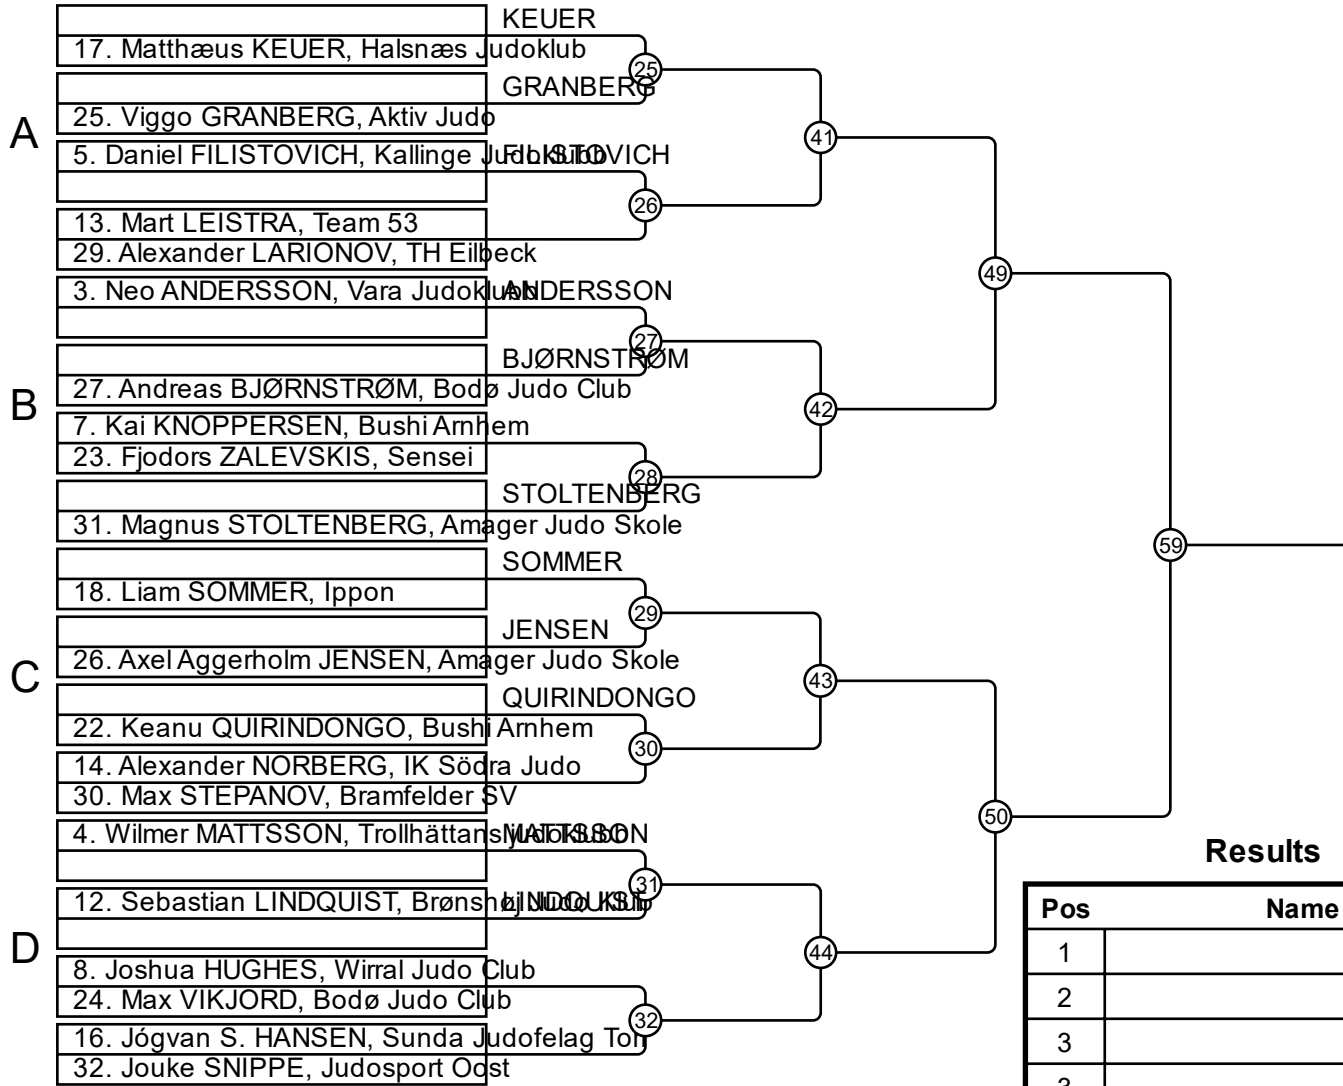 A
KEUER
17. Matthæus KEUER, Halsnæs Judoklub
25
GRANBERG
25. Viggo GRANBERG, Aktiv Judo
41
5. Daniel FILISTOVICH, Kallinge Judoklubb
FILISTOVICH
26
13. Mart LEISTRA, Team 53
29. Alexander LARIONOV, TH Eilbeck
49
B
3. Neo ANDERSSON, Vara Judoklubb
ANDERSSON
27
BJØRNSTRØM
27. Andreas BJØRNSTRØM, Bodø Judo Club
42
7. Kai KNOPPERSEN, Bushi Arnhem
23. Fjodors ZALEVSKIS, Sensei
28
STOLTENBERG
31. Magnus STOLTENBERG, Amager Judo Skole
59
C
SOMMER
18. Liam SOMMER, Ippon
29
JENSEN
26. Axel Aggerholm JENSEN, Amager Judo Skole
43
QUIRINDONGO
22. Keanu QUIRINDONGO, Bushi Arnhem
30
14. Alexander NORBERG, IK Södra Judo
30. Max STEPANOV, Bramfelder SV
50
D
4. Wilmer MATTSSON, Trollhättans judoklubb
MATTSSON
31
12. Sebastian LINDQUIST, Brønshøj Judo Klub
LINDQUIST
44
8. Joshua HUGHES, Wirral Judo Club
24. Max VIKJORD, Bodø Judo Club
32
16. Jógvan S. HANSEN, Sunda Judofelag
32. Jouke SNIPPE, Judosport Oost
Results
Pos Name
1
2
3
3